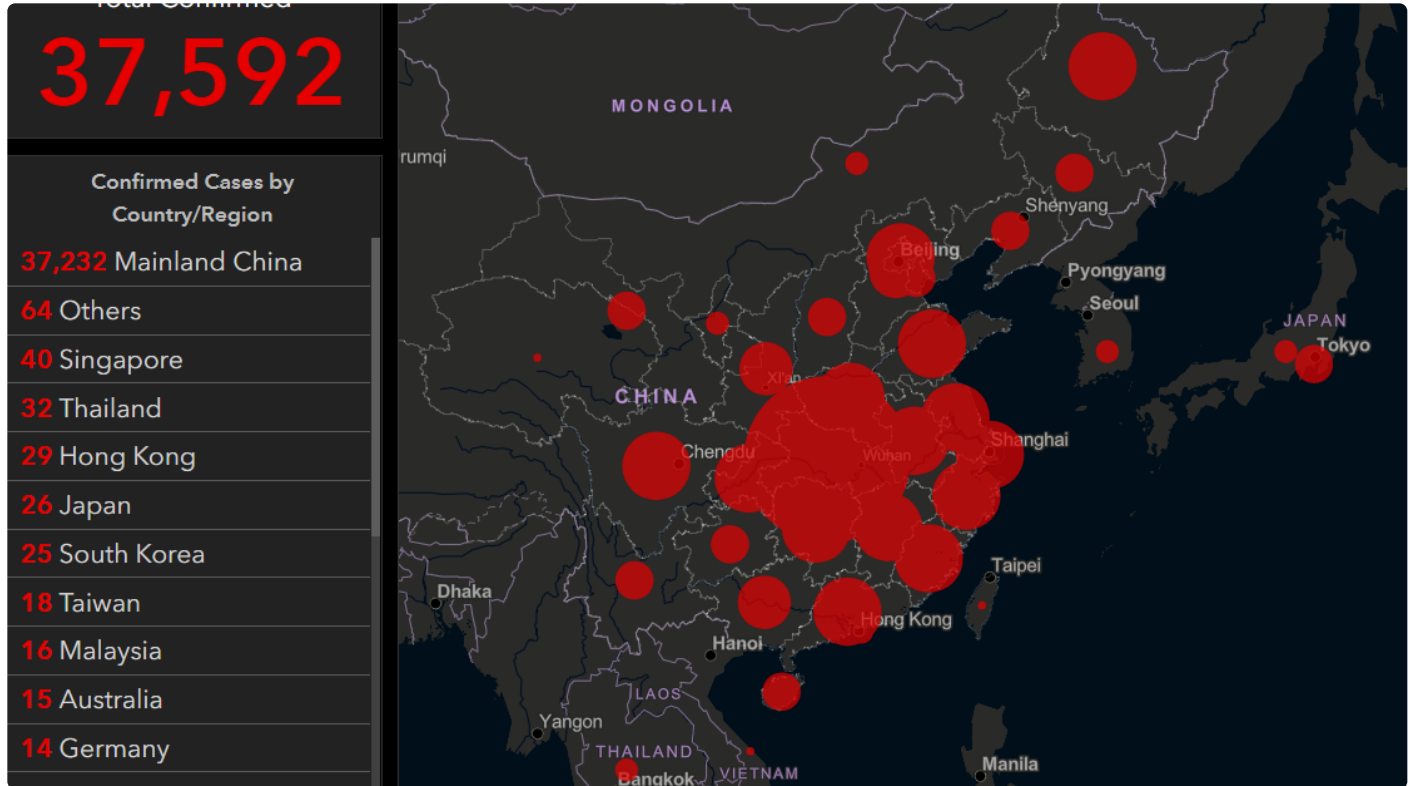 Total Confirmed
37,592
Confirmed Cases by
Country/Region
37,232 Mainland China
64 Others
40 Singapore
32 Thailand
29 Hong Kong
26 Japan
25 South Korea
18 Taiwan
16 Malaysia
15 Australia
14 Germany
MONGOLIA
rumqi
Shenyang
Beijing
Pyongyang
Seoul
JAPAN
Tokyo
Xi'an
CHINA
Shanghai
Chengdu
Wuhan
Taipei
Dhaka
Hong Kong
Hanoi
LAOS
Yangon
THAILAND
Manila
VIETNAM
Bangkok